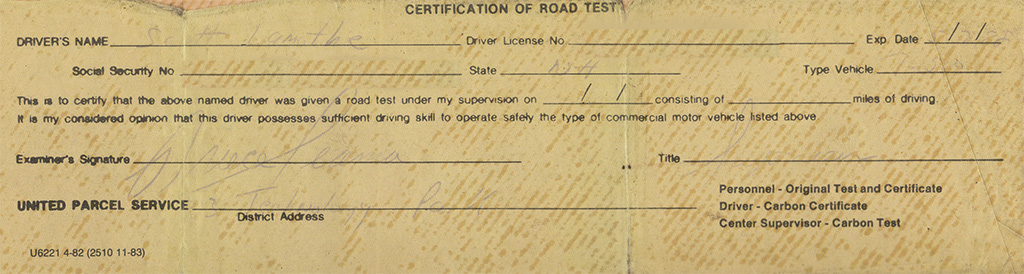 CERTIFICATION OF ROAD TEST
DRIVER'S NAME Driver License No Exp. Date / /
Social Security No State Type Vehicle
This is to certify that the above named driver was given a road test under my supervision on / / consisting of miles of driving.
It is my considered opinion that this driver possesses sufficient driving skill to operate safely the type of commercial motor vehicle listed above.
Examiner's Signature Title
Personnel - Original Test and Certificate
UNITED PARCEL SERVICE Driver - Carbon Certificate
District Address Center Supervisor - Carbon Test
U6221 4-82 (2510 11-83)